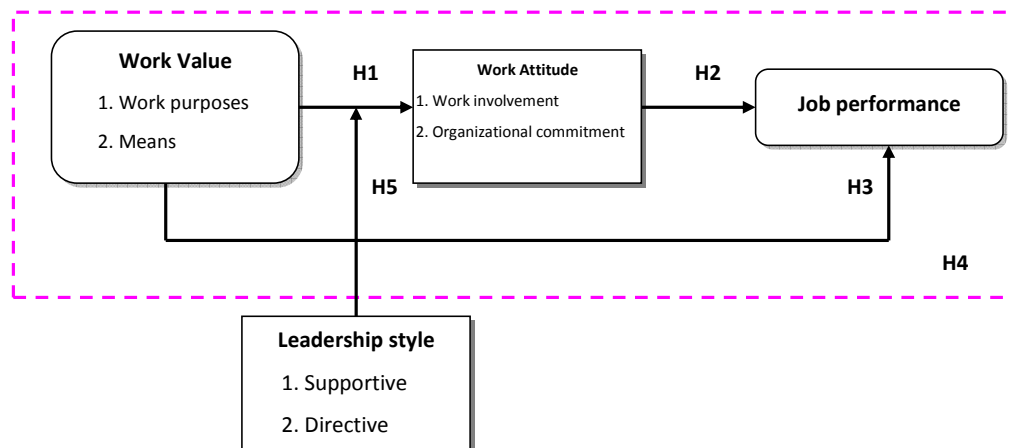 Work Value
1. Work purposes
2. Means
H1
Work Attitude
1. Work involvement
2. Organizational commitment
H2
Job performance
H5
H3
H4
Leadership style
1. Supportive
2. Directive